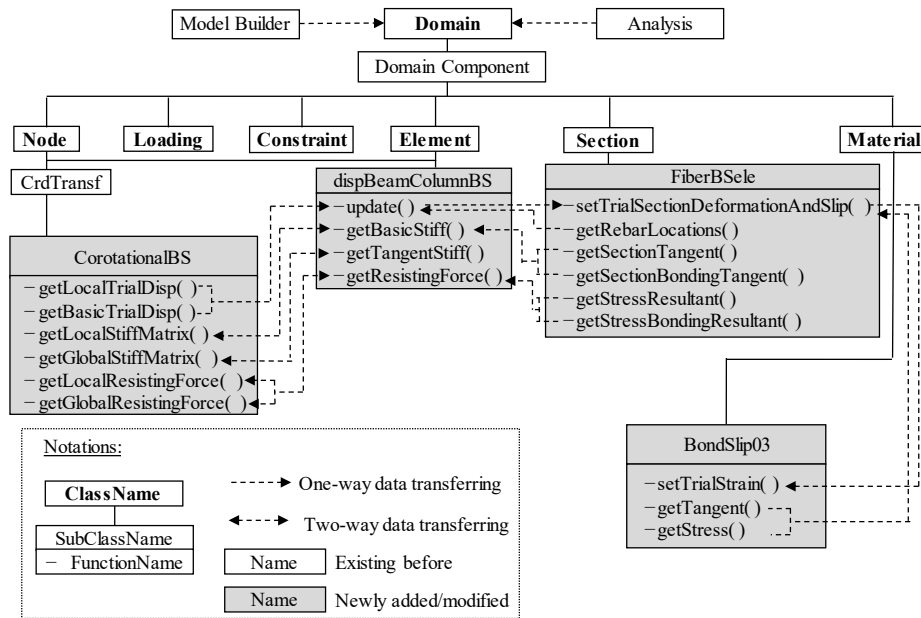 Model Builder
Domain
Analysis
Domain Component
Node
Loading
Constraint
Element
Section
Material
CrdTransf
dispBeamColumnBS
− update( )
− getBasicStiff( )
− getTangentStiff( )
− getResistingForce( )
FiberBSele
− setTrialSectionDeformationAndSlip( )
− getRebarLocations( )
− getSectionTangent( )
− getSectionBondingTangent( )
− getStressResultant( )
− getStressBondingResultant( )
CorotationalBS
− getLocalTrialDisp( )
− getBasicTrialDisp( )
− getLocalStiffMatrix( )
− getGlobalStiffMatrix( )
− getLocalResistingForce( )
− getGlobalResistingForce( )
BondSlip03
− setTrialStrain( )
− getTangent( )
− getStress( )
Notations:
ClassName
SubClassName
− FunctionName
One-way data transferring
Two-way data transferring
Name Existing before
Name Newly added/modified